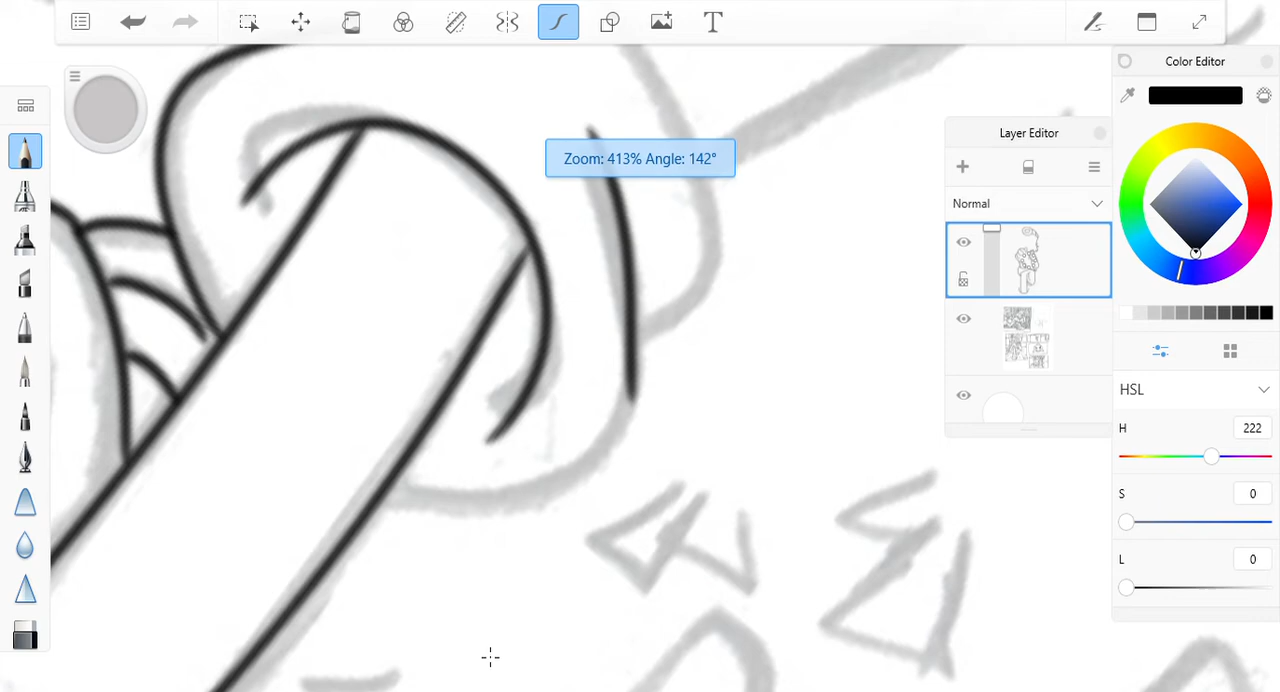 T
Color Editor
Zoom: 413% Angle: 142°
Layer Editor
Normal
HSL
H 222
S 0
L 0